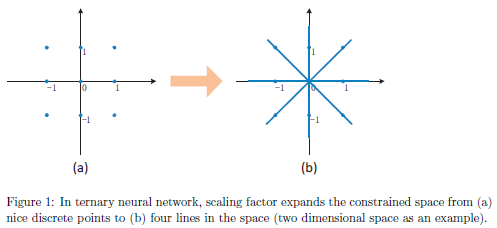 1
−1
0
1
−1
(a)
1
−1
0
1
−1
(b)
Figure 1: In ternary neural network, scaling factor expands the constrained space from (a)
nice discrete points to (b) four lines in the space (two dimensional space as an example).